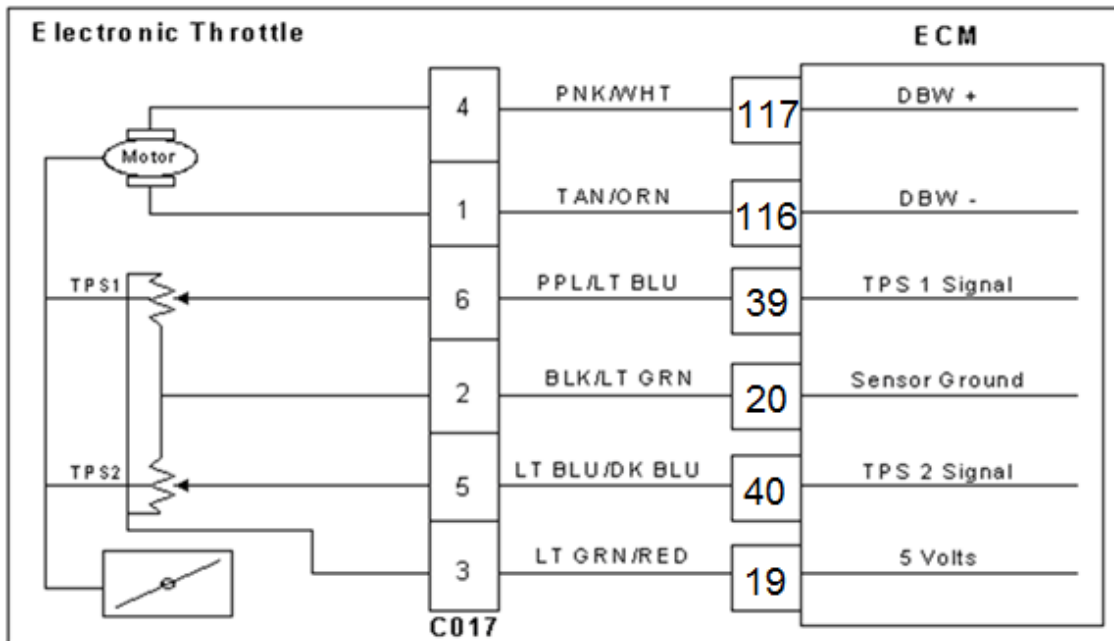 Electronic Throttle
ECM
4 PNK/WHT 117 DBW +
Motor
1 TAN/ORN 116 DBW -
TPS1 6 PPL/LT BLU 39 TPS 1 Signal
2 BLK/LT GRN 20 Sensor Ground
TPS2 5 LT BLU/DK BLU 40 TPS 2 Signal
3 LT GRN/RED 19 5 Volts
C017